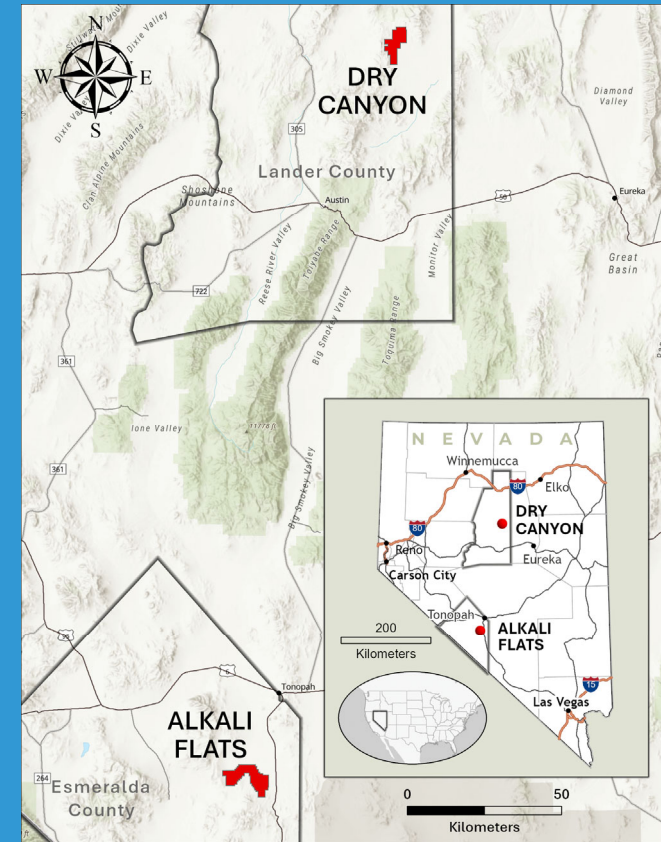 N
W
E
S
Dixie Valley
Dixie Valley
Clan Alpine Mountains
DRY
CANYON
305
Lander County
Diamond
Valley
Shoshone
Mountains
Austin
50
Eureka
Reese River Valley
Toiyabe Range
Monitor Valley
Great
Basin
722
Big Smokey Valley
Toquima Range
361
Ione Valley
361
Big Smokey Valley
NEVADA
Winnemucca
80
Elko
DRY
CANYON
80
Reno
Eureka
Carson City
Tonopah
ALKALI
FLATS
200
Kilometers
15
Las Vegas
6
Tonopah
ALKALI
FLATS
264
Esmeralda
County
0
50
Kilometers